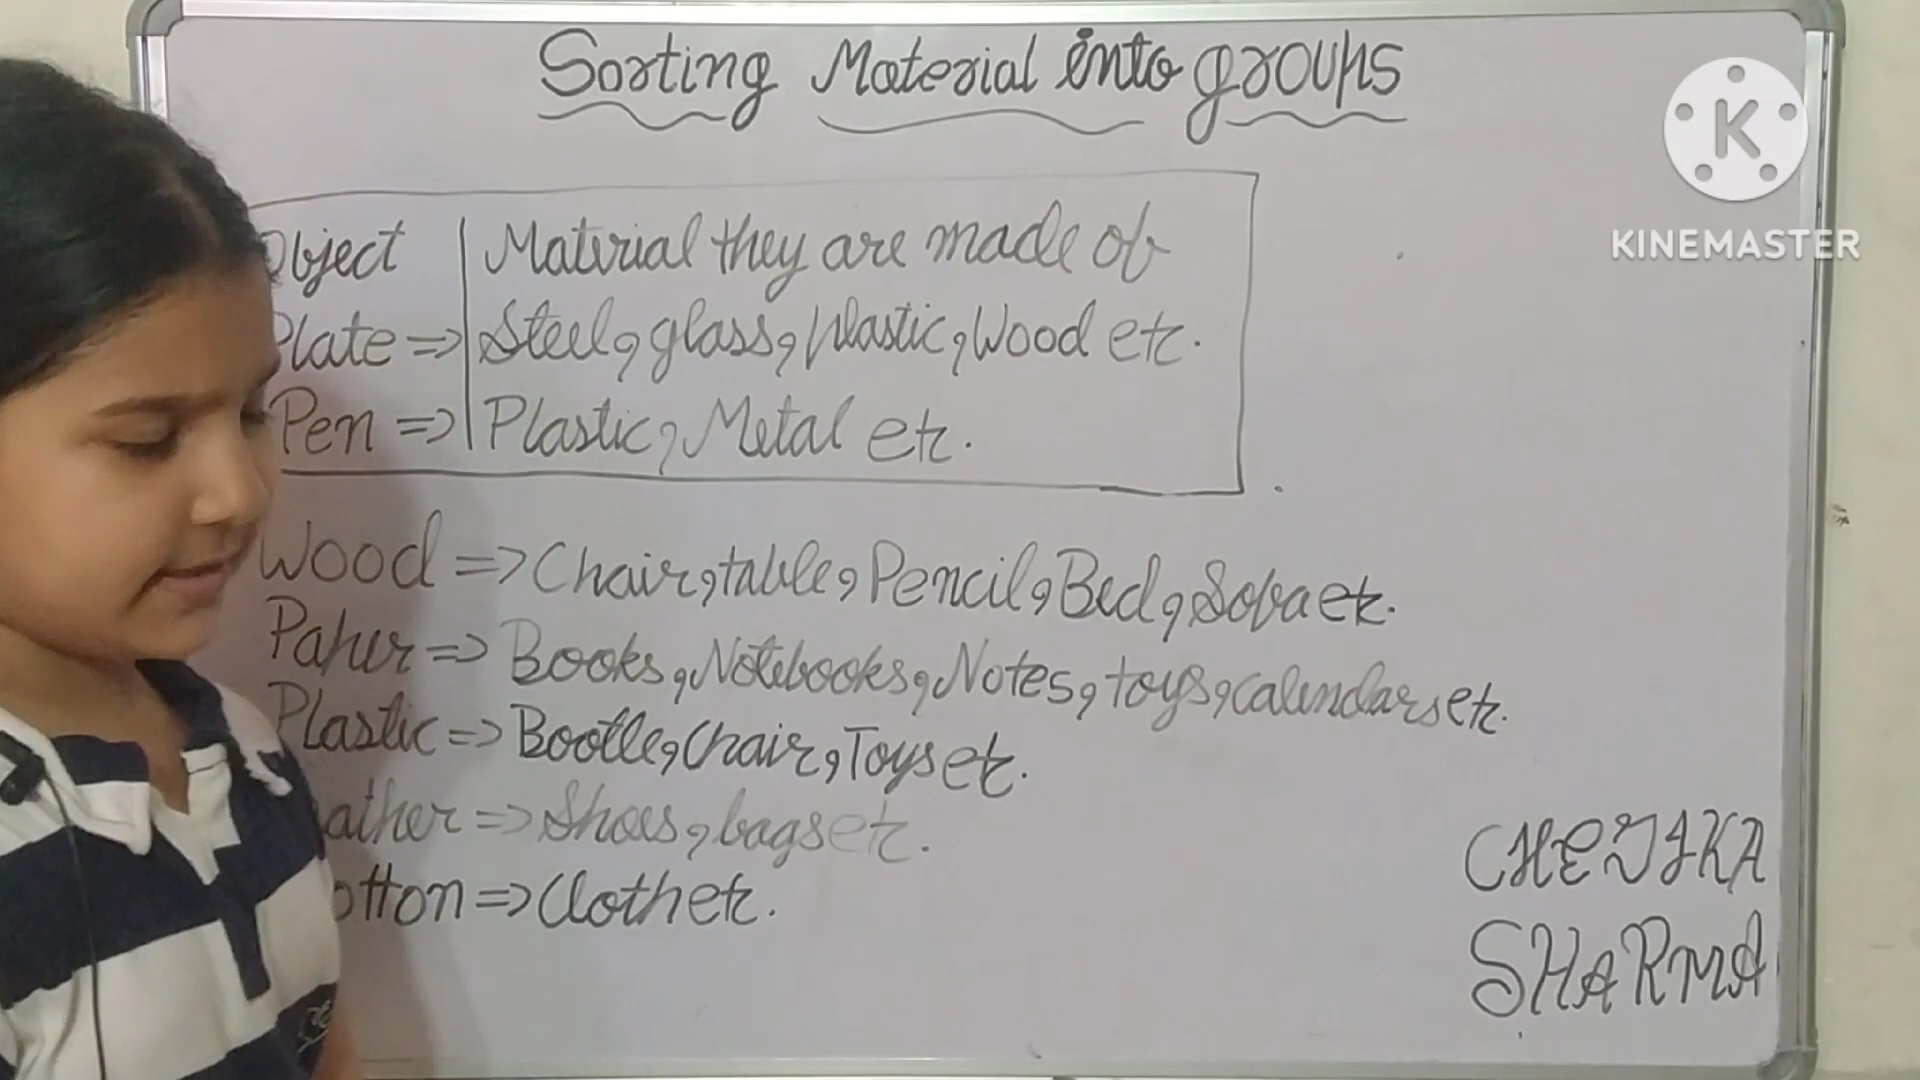 Sorting Material into groups
K
KINEMASTER
Object Material they are made of
Plate => Steel, glass, plastic, Wood etc.
Pen => Plastic, Metal etc.
Wood => Chair, table, Pencil, Bed, Sofa etc.
Paper => Books, Notebooks, Notes, toys, calendars etc.
Plastic => Bootle, Chair, Toys etc.
ather => Shoes, bags etc.
otton => Cloth etc.
CHETIKA
SHARMA